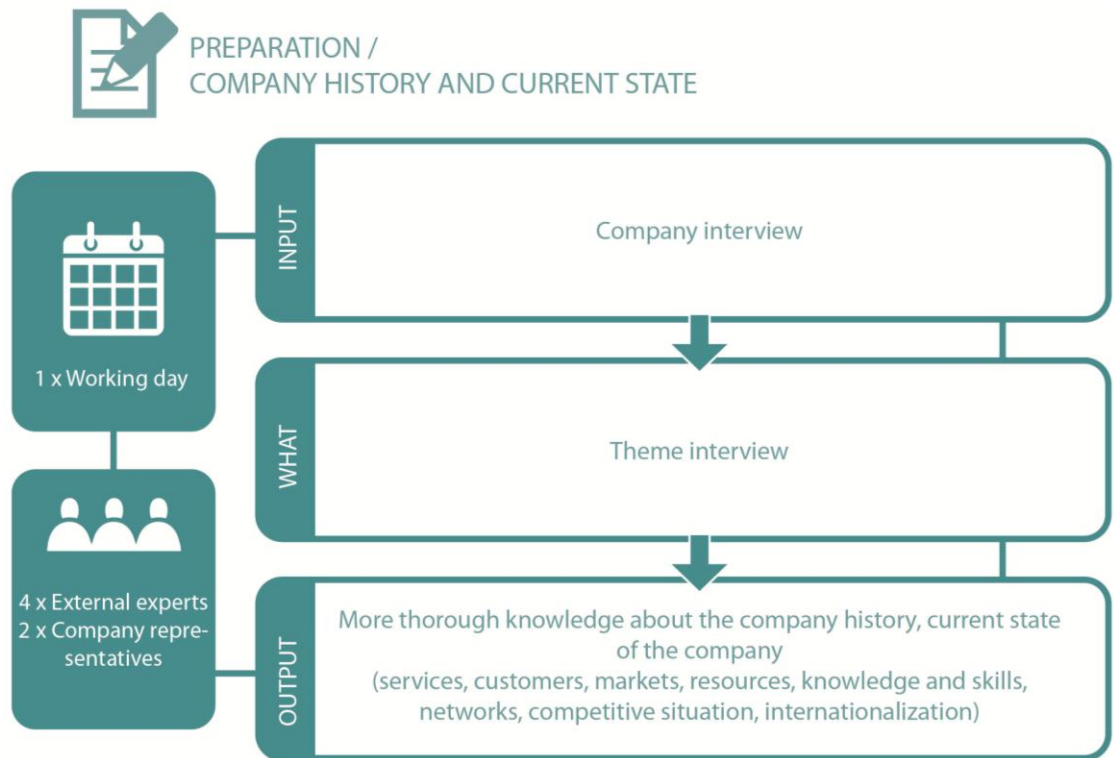 PREPARATION /
COMPANY HISTORY AND CURRENT STATE
INPUT
Company interview
1 x Working day
WHAT
Theme interview
4 x External experts
2 x Company repre-
sentatives
OUTPUT
More thorough knowledge about the company history, current state
of the company
(services, customers, markets, resources, knowledge and skills,
networks, competitive situation, internationalization)